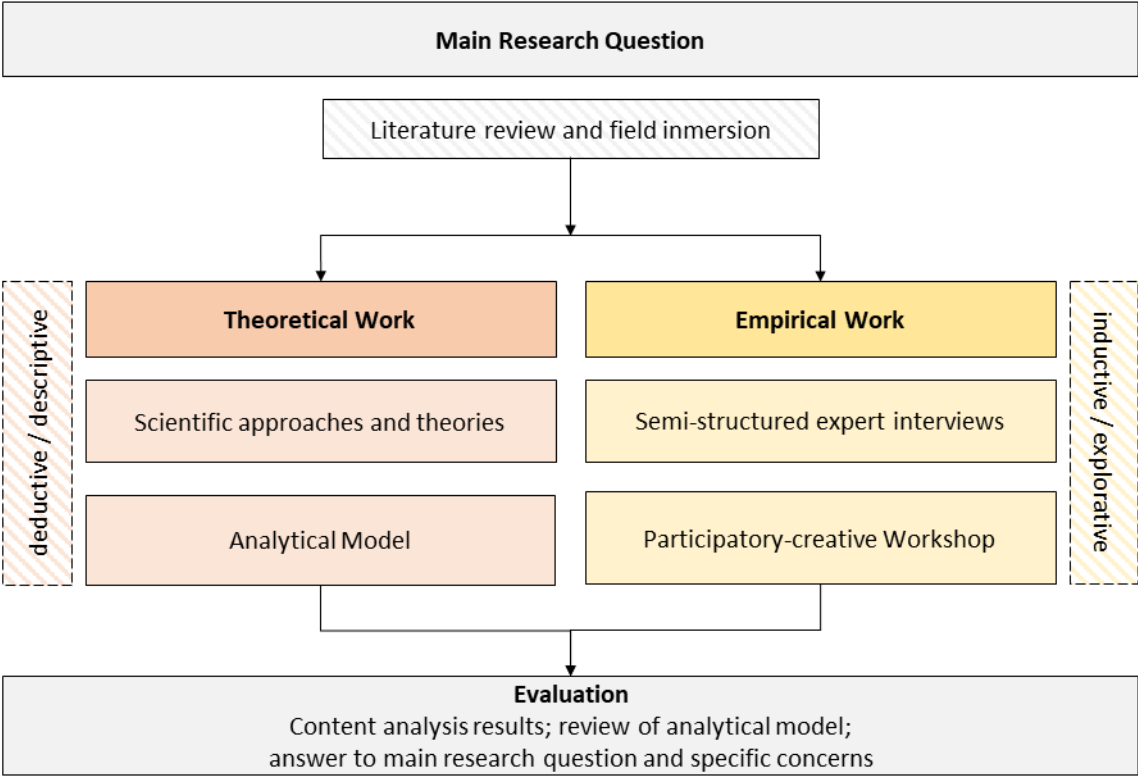 Main Research Question
Literature review and field inmersion
deductive / descriptive
Theoretical Work
Scientific approaches and theories
Analytical Model
Empirical Work
Semi-structured expert interviews
Participatory-creative Workshop
inductive / explorative
Evaluation
Content analysis results; review of analytical model;
answer to main research question and specific concerns